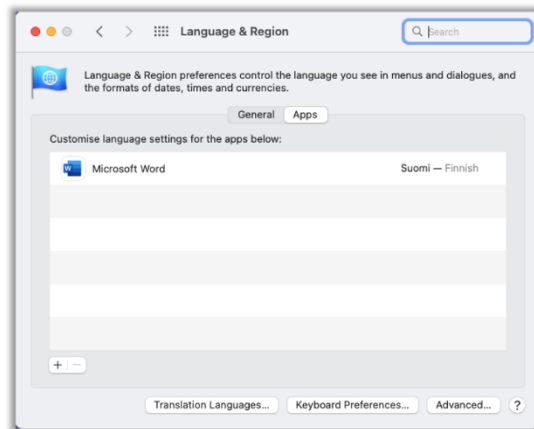 Language & Region
Search
Language & Region preferences control the language you see in menus and dialogues, and
the formats of dates, times and currencies.
General Apps
Customise language settings for the apps below:
W Microsoft Word Suomi — Finnish
+ −
Translation Languages... Keyboard Preferences... Advanced... ?